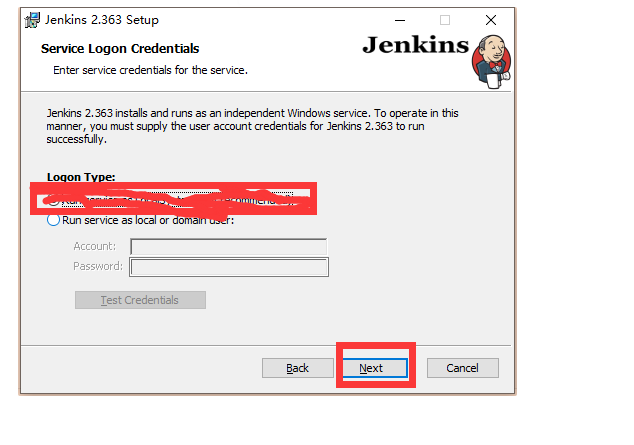 Jenkins 2.363 Setup
Service Logon Credentials
Jenkins
Enter service credentials for the service.
Jenkins 2.363 installs and runs as an independent Windows service. To operate in this
manner, you must supply the user account credentials for Jenkins 2.363 to run
successfully.
Logon Type:
Run service as
Run service as local or domain user:
Account:
Password:
Test Credentials
Back
Next
Cancel